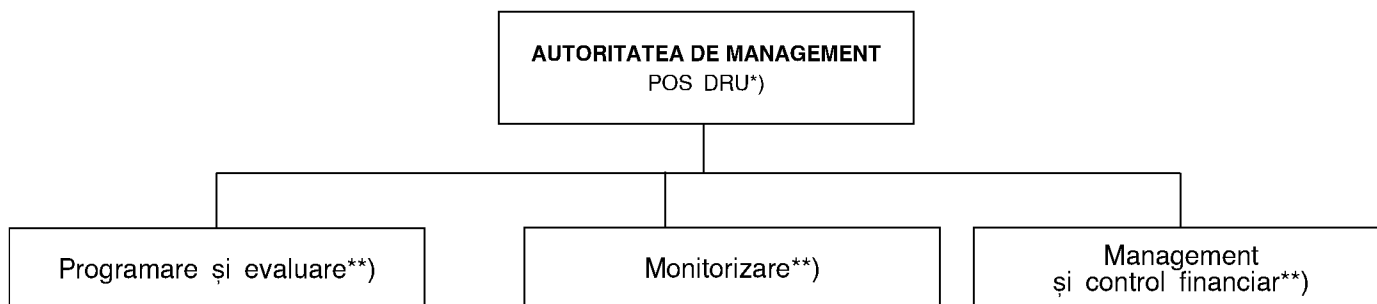 AUTORITATEA DE MANAGEMENT
POS DRU*)
Programare și evaluare**)
Monitorizare**)
Management
și control financiar**)